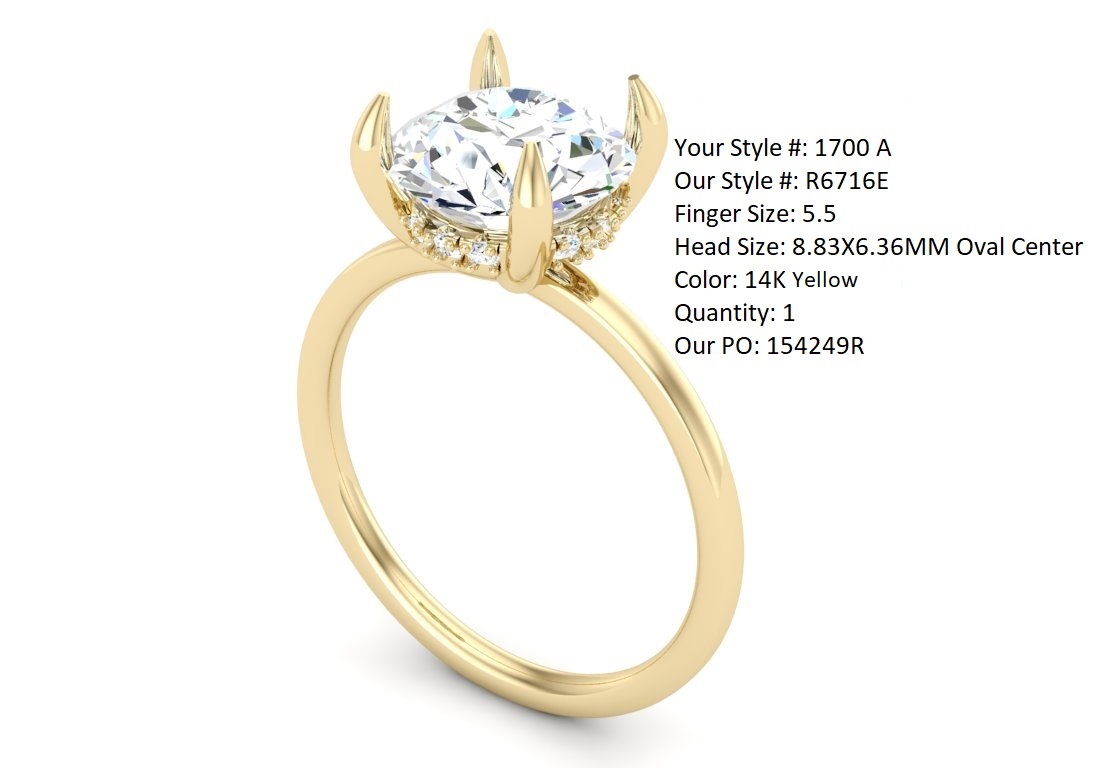 Your Style #: 1700 A
Our Style #: R6716E
Finger Size: 5.5
Head Size: 8.83X6.36MM Oval Center
Color: 14K Yellow
Quantity: 1
Our PO: 154249R